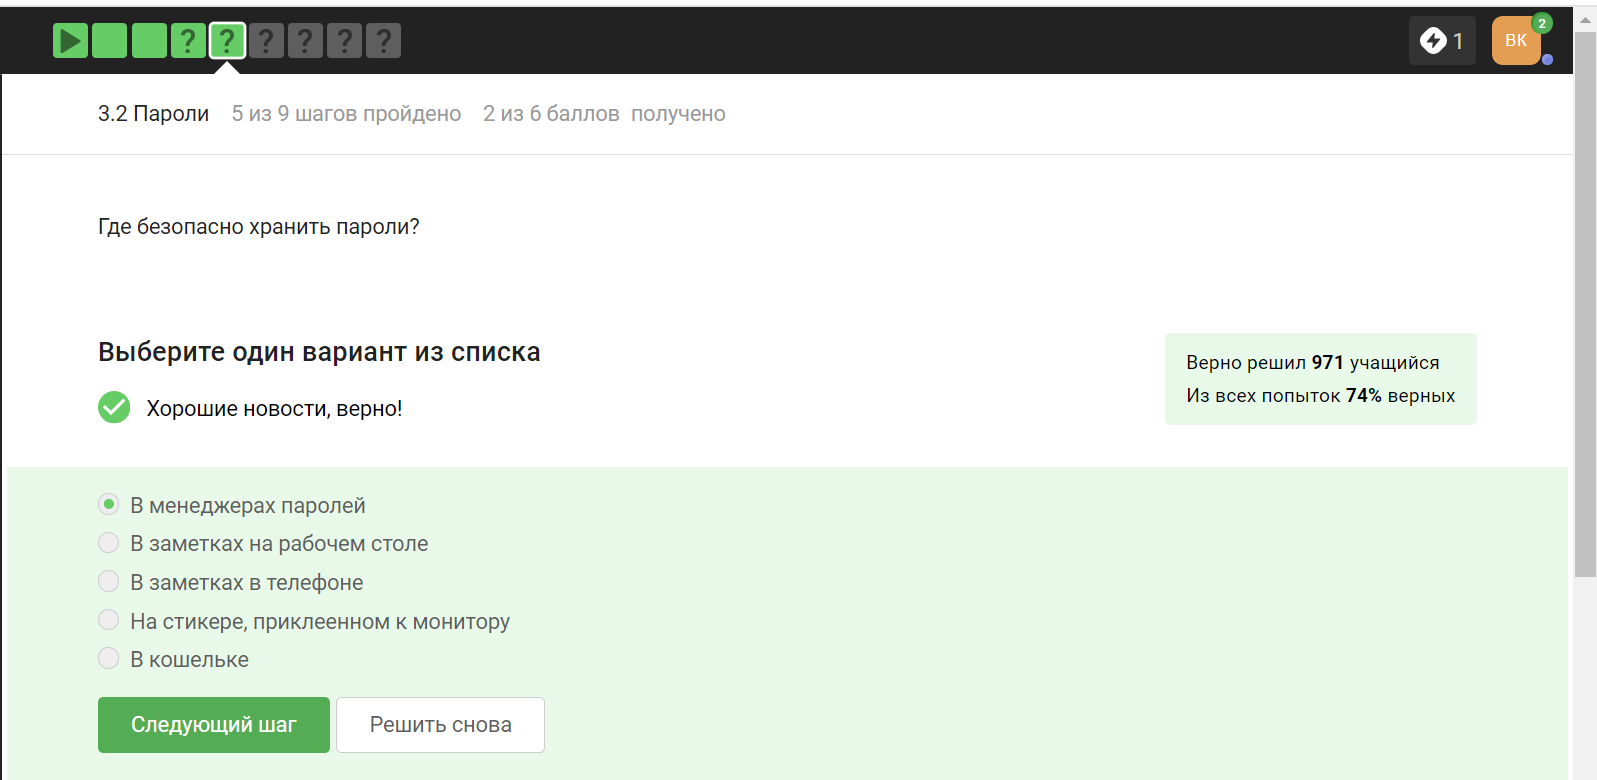 ? ? ? ? ? ?
1
ВК
2
3.2 Пароли 5 из 9 шагов пройдено 2 из 6 баллов получено
Где безопасно хранить пароли?
Выберите один вариант из списка
Хорошие новости, верно!
Верно решил 971 учащийся
Из всех попыток 74% верных
В менеджерах паролей
В заметках на рабочем столе
В заметках в телефоне
На стикере, приклеенном к монитору
В кошельке
Следующий шаг Решить снова